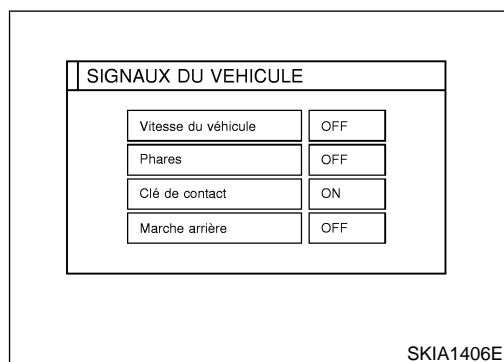 SIGNAUX DU VEHICULE
Vitesse du véhicule OFF
Phares OFF
Clé de contact ON
Marche arrière OFF
SKIA1406E